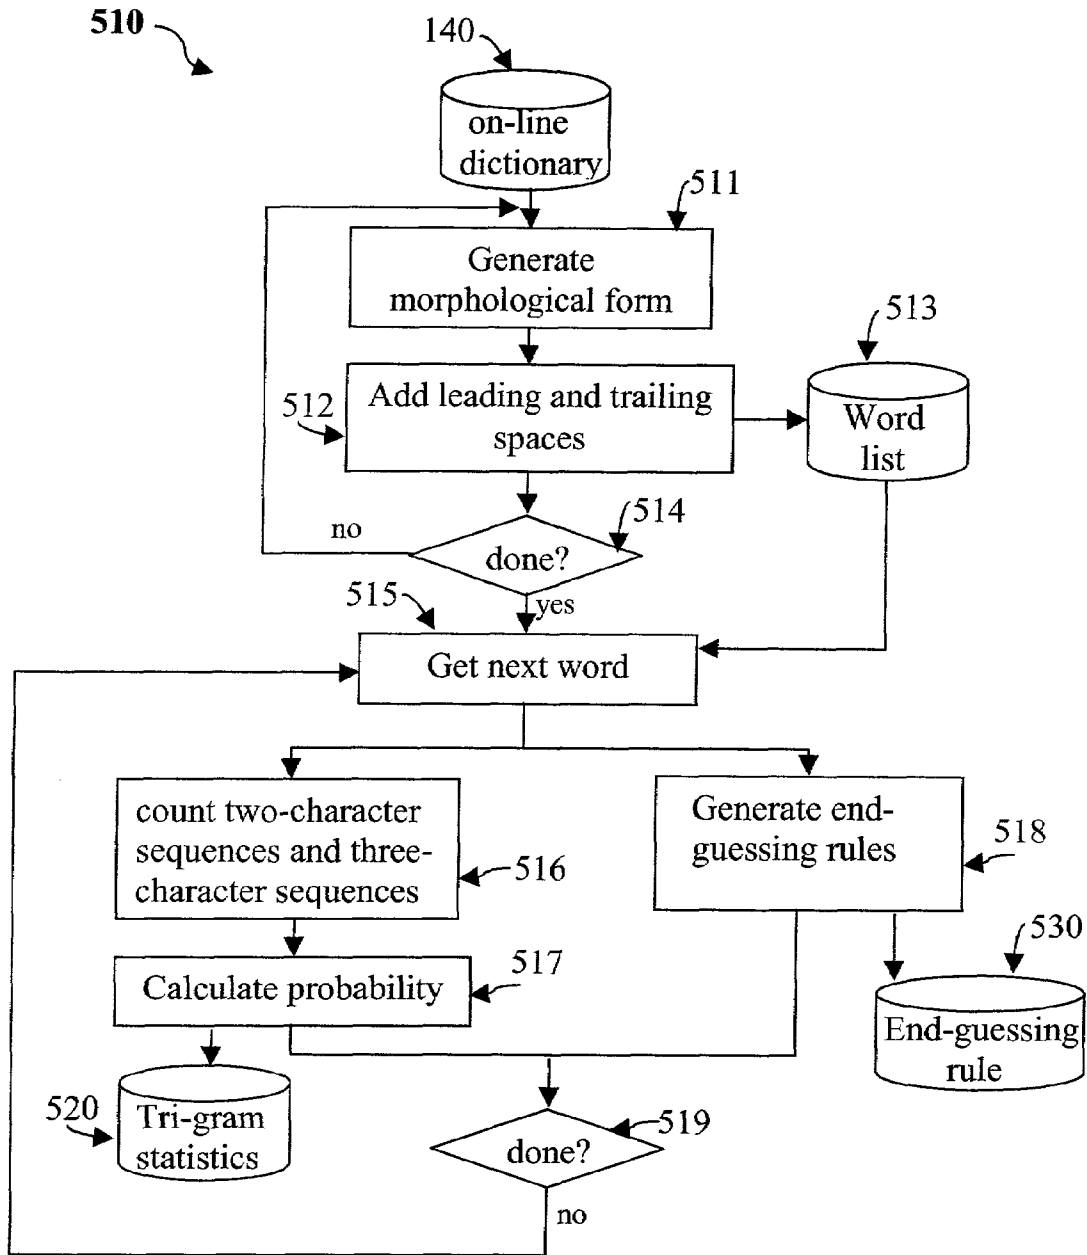 510
140
on-line
dictionary
511
Generate
morphological form
513
512
Add leading and trailing
spaces
Word
list
514
no
done?
515
yes
Get next word
count two-character
sequences and three-
character sequences
516
Generate end-
guessing rules
518
530
517
Calculate probability
End-guessing
rule
520
Tri-gram
statistics
519
done?
no